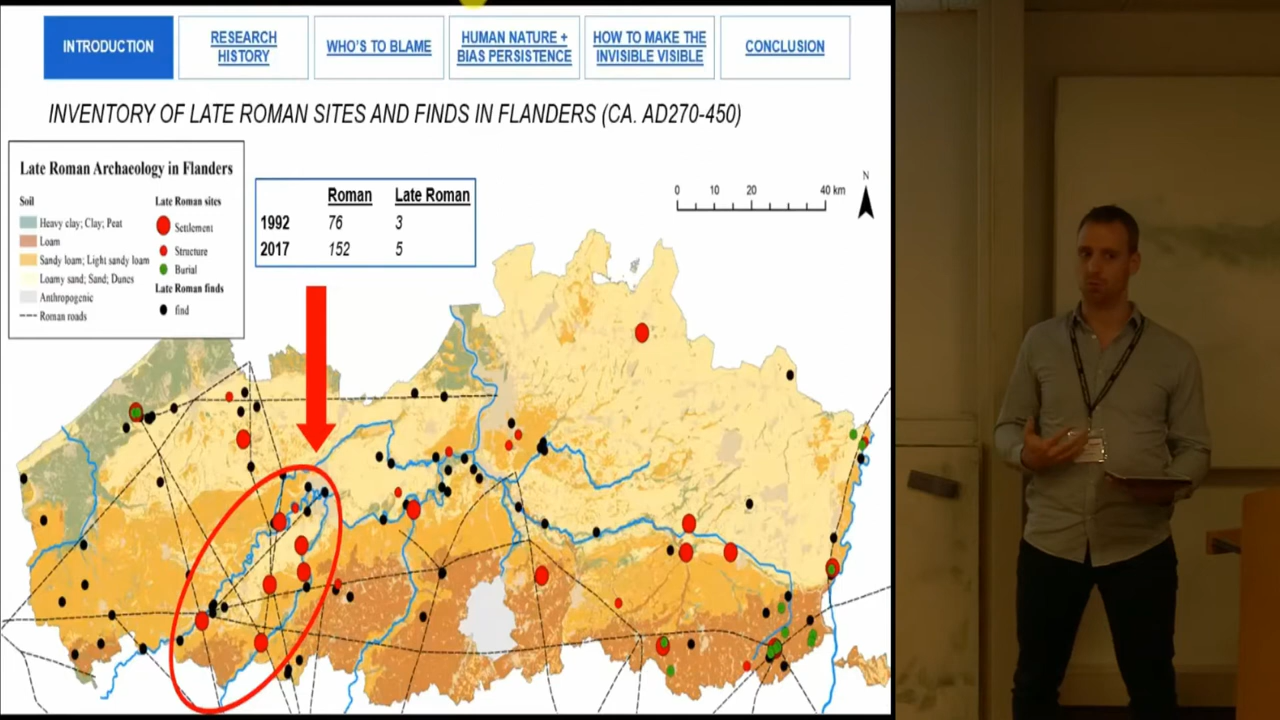 INTRODUCTION
RESEARCH
HISTORY
WHO'S TO BLAME
HUMAN NATURE +
BIAS PERSISTENCE
HOW TO MAKE THE
INVISIBLE VISIBLE
CONCLUSION
INVENTORY OF LATE ROMAN SITES AND FINDS IN FLANDERS (CA. AD270-450)
Late Roman Archaeology in Flanders
Soil
Heavy clay; Clay; Peat
Loam
Sandy loam; Light sandy loam
Loamy sand; Sand; Dunes
Anthropogenic
Roman roads
Late Roman sites
Settlement
Structure
Burial
Late Roman finds
find
Roman Late Roman
1992 76 3
2017 152 5
0 10 20 40 km
N